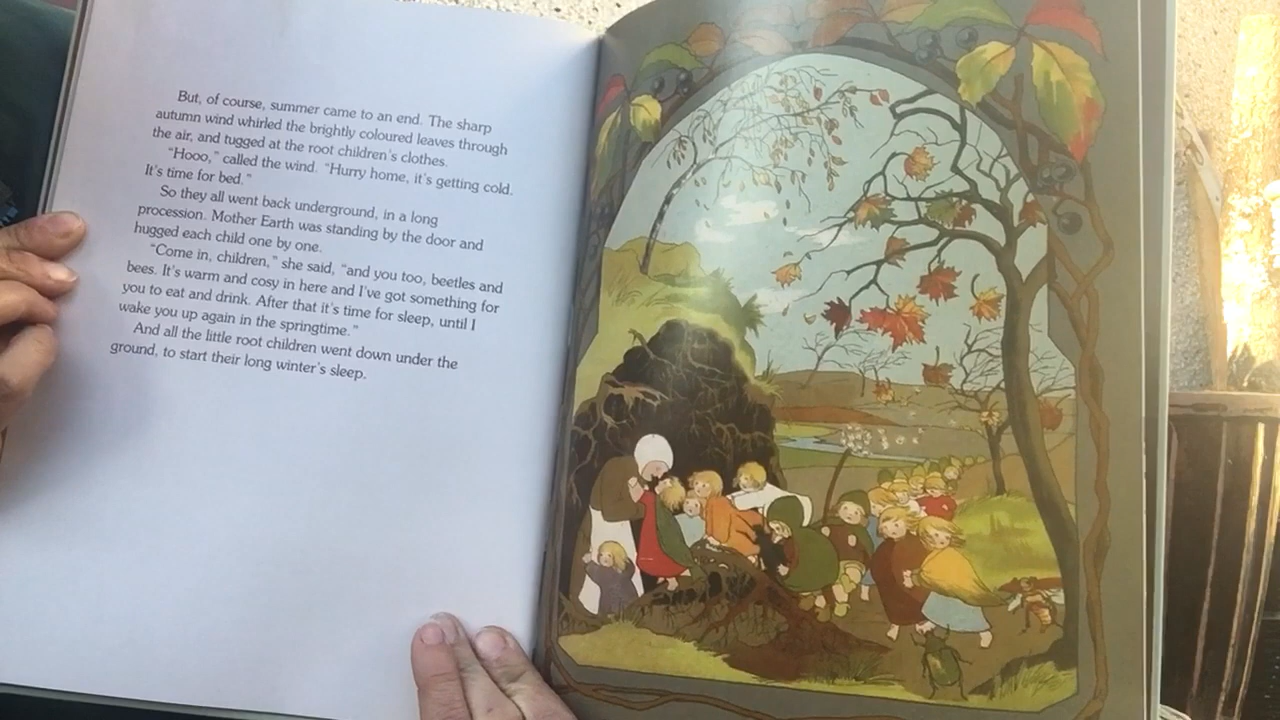 But, of course, summer came to an end. The sharp
autumn wind whirled the brightly coloured leaves through
the air, and tugged at the root children's clothes.
"Hooo," called the wind. "Hurry home, it's getting cold.
It's time for bed."
So they all went back underground, in a long
procession. Mother Earth was standing by the door and
hugged each child one by one.
"Come in, children," she said, "and you too, beetles and
bees. It's warm and cosy in here and I've got something for
you to eat and drink. After that it's time for sleep, until I
wake you up again in the springtime."
And all the little root children went down under the
ground, to start their long winter's sleep.